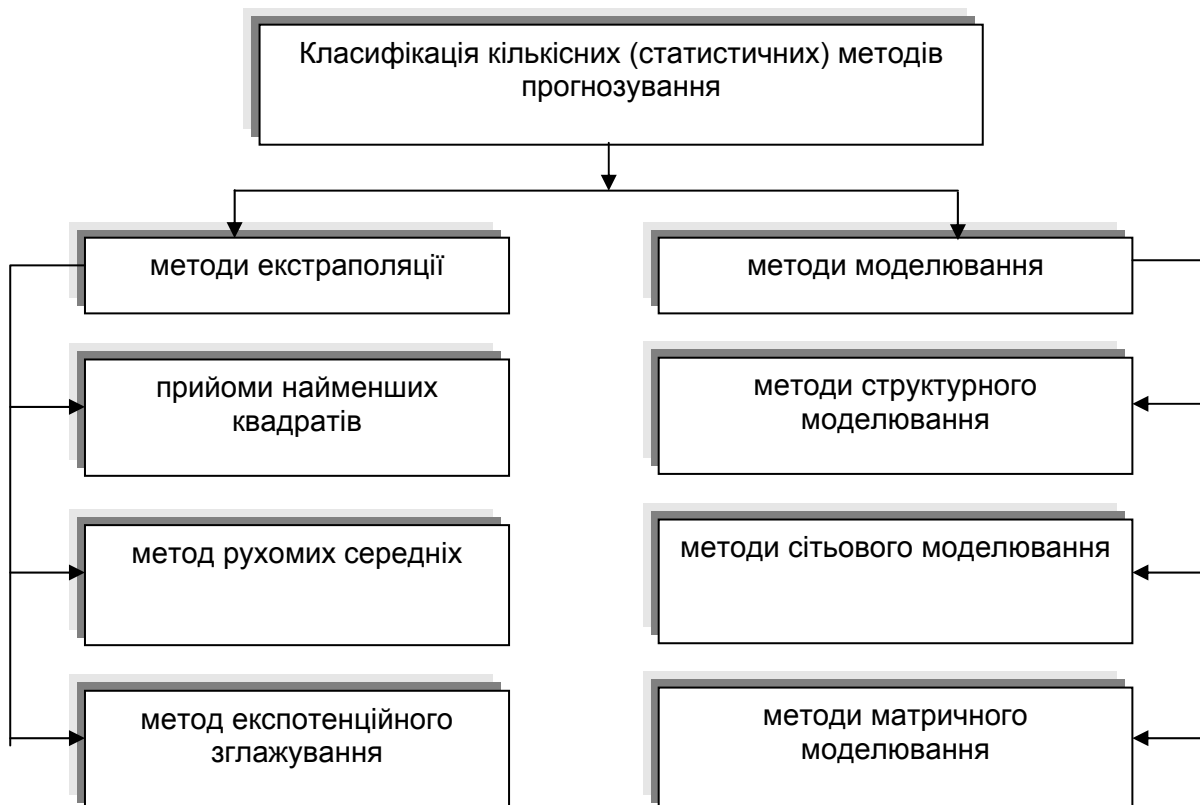 Класифікація кількісних (статистичних) методів
прогнозування
методи екстраполяції
методи моделювання
прийоми найменших
квадратів
методи структурного
моделювання
метод рухомих середніх
методи сітьового моделювання
метод експотенційного
зглажування
методи матричного
моделювання